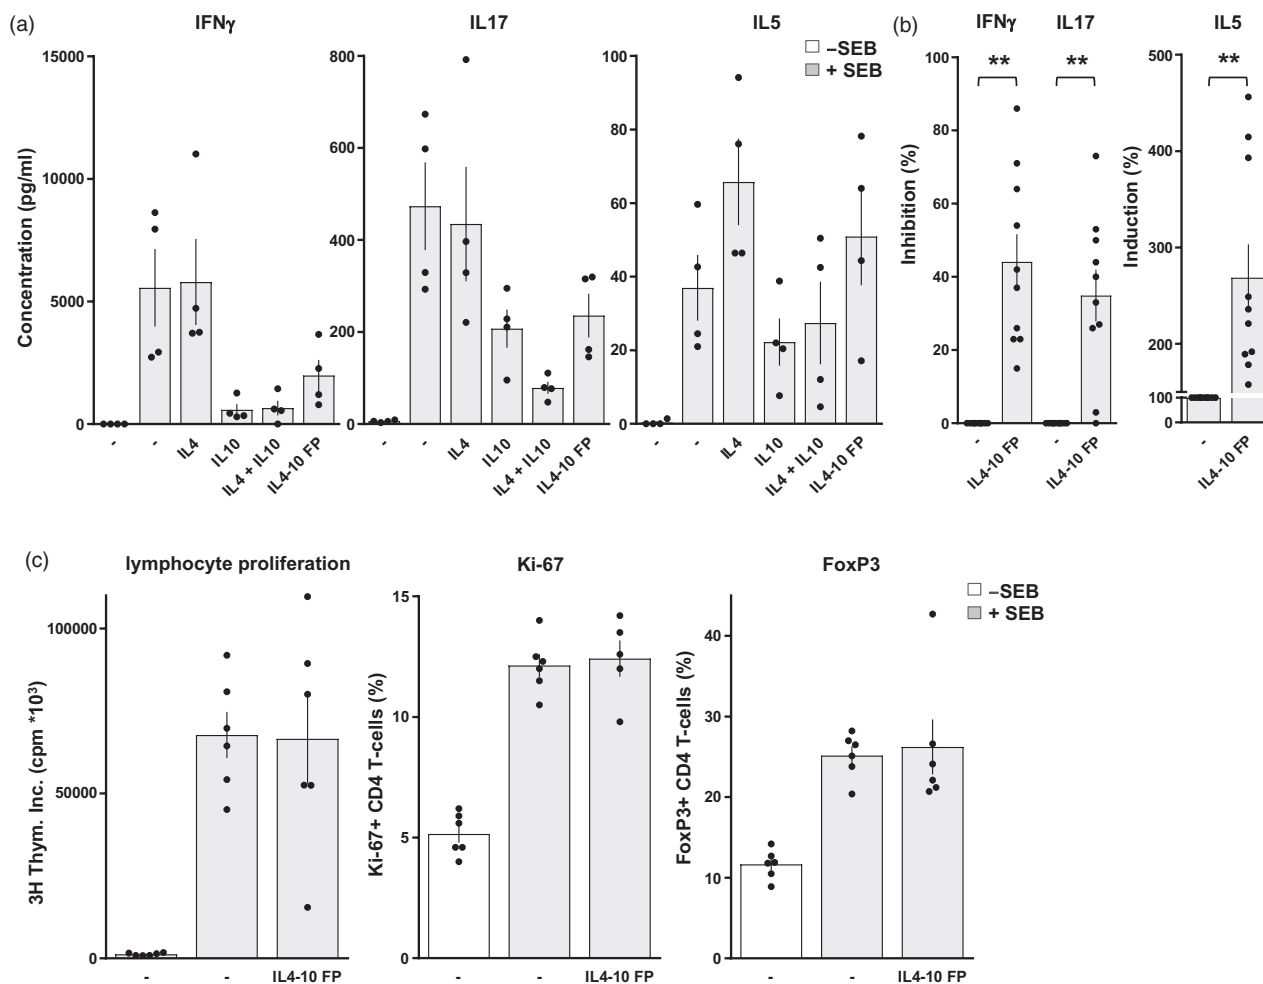 (a)
IFNγ
IL17
IL5
–SEB
+ SEB
Concentration (pg/ml)
15000
10000
5000
0
-
-
IL4
IL10
IL4 + IL10
IL4-10 FP
800
600
400
200
0
-
-
IL4
IL10
IL4 + IL10
IL4-10 FP
100
80
60
40
20
0
-
-
IL4
IL10
IL4 + IL10
IL4-10 FP
(b)
IFNγ
IL17
IL5
Inhibition (%)
100
80
60
40
20
0
**
**
-
IL4-10 FP
-
IL4-10 FP
Induction (%)
500
400
300
200
100
0
**
-
IL4-10 FP
(c)
lymphocyte proliferation
Ki-67
FoxP3
–SEB
+ SEB
3H Thym. Inc. (cpm *10³)
100000
50000
0
-
-
IL4-10 FP
Ki-67+ CD4 T-cells (%)
15
10
5
0
-
-
IL4-10 FP
FoxP3+ CD4 T-cells (%)
40
30
20
10
0
-
-
IL4-10 FP